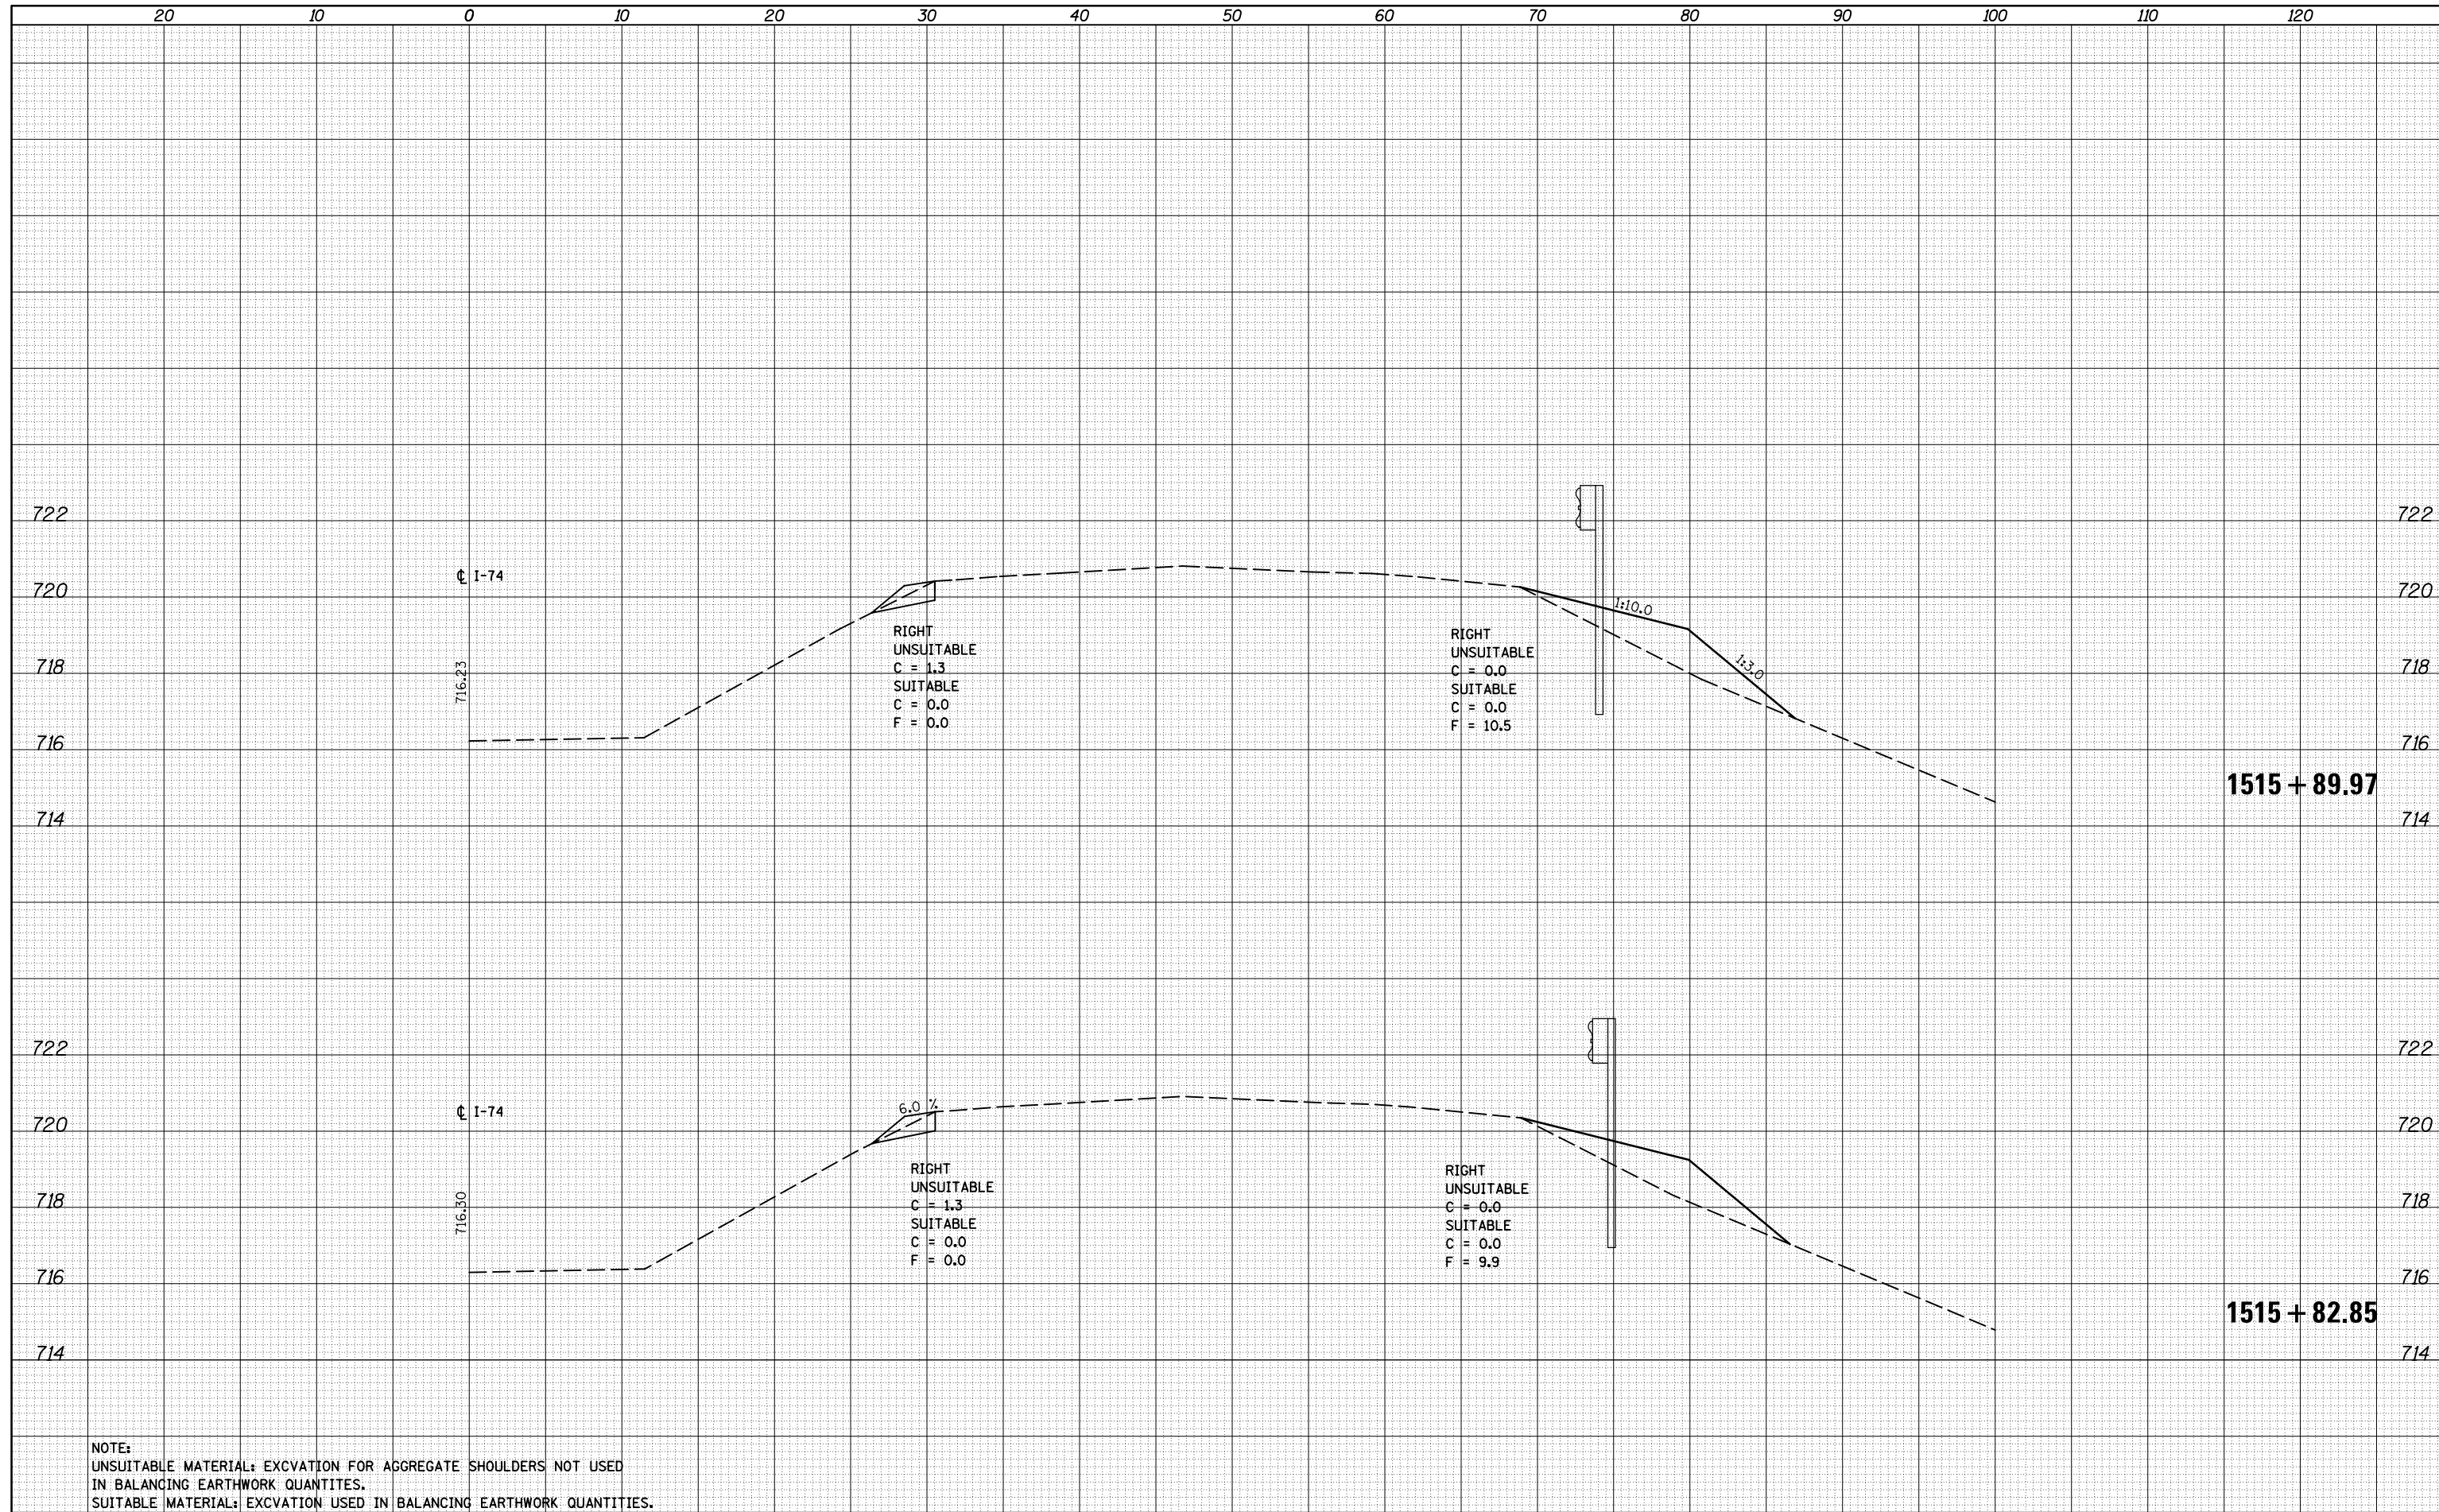 20 10 0 10 20 30 40 50 60 70 80 90 100 110 120
722 722
℄ I-74
720 720
1:10.0
RIGHT
UNSUITABLE
C = 1.3
SUITABLE
C = 0.0
F = 0.0
RIGHT
UNSUITABLE
C = 0.0
SUITABLE
C = 0.0
F = 10.5
1:3.0
716.23
718 718
716 716
1515 + 89.97
714 714
722 722
℄ I-74
6.0 %
720 720
RIGHT
UNSUITABLE
C = 1.3
SUITABLE
C = 0.0
F = 0.0
RIGHT
UNSUITABLE
C = 0.0
SUITABLE
C = 0.0
F = 9.9
716.30
718 718
716 716
1515 + 82.85
714 714
NOTE:
UNSUITABLE MATERIAL: EXCVATION FOR AGGREGATE SHOULDERS NOT USED
IN BALANCING EARTHWORK QUANTITES.
SUITABLE MATERIAL: EXCVATION USED IN BALANCING EARTHWORK QUANTITIES.